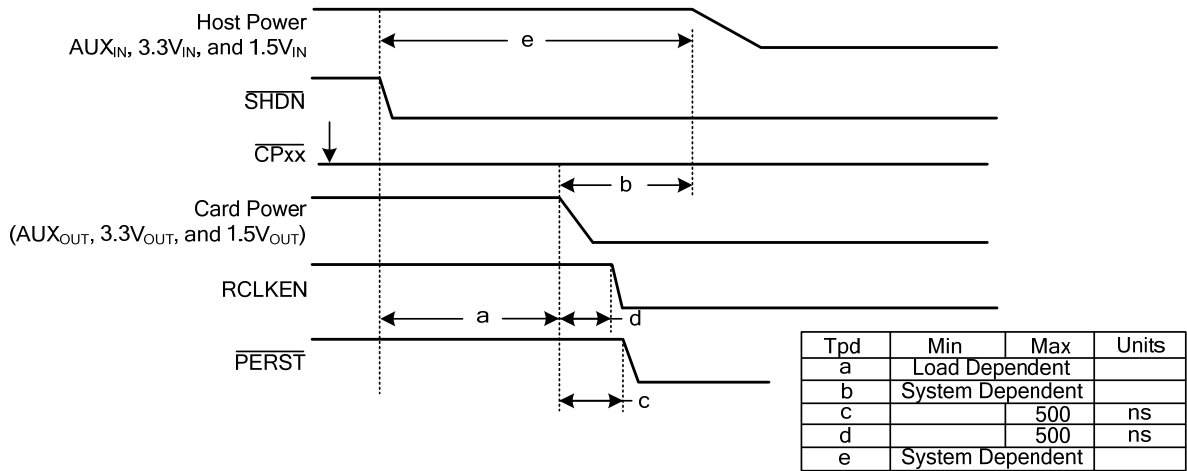 Host Power
AUXIN, 3.3VIN, and 1.5VIN
e
SHDN
CPxx
b
Card Power
(AUXOUT, 3.3VOUT, and 1.5VOUT)
RCLKEN
a
d
PERST
c
Tpd Min Max Units
a Load Dependent
b System Dependent
c 500 ns
d 500 ns
e System Dependent